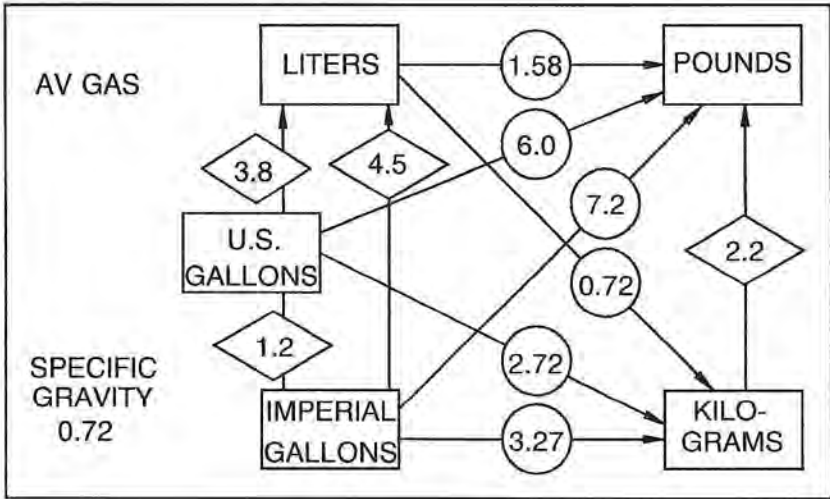 LITERS
1.58
POUNDS
AV GAS
6.0
3.8
4.5
7.2
U.S.
GALLONS
2.2
0.72
1.2
2.72
SPECIFIC
GRAVITY
0.72
IMPERIAL
GALLONS
3.27
KILO-
GRAMS